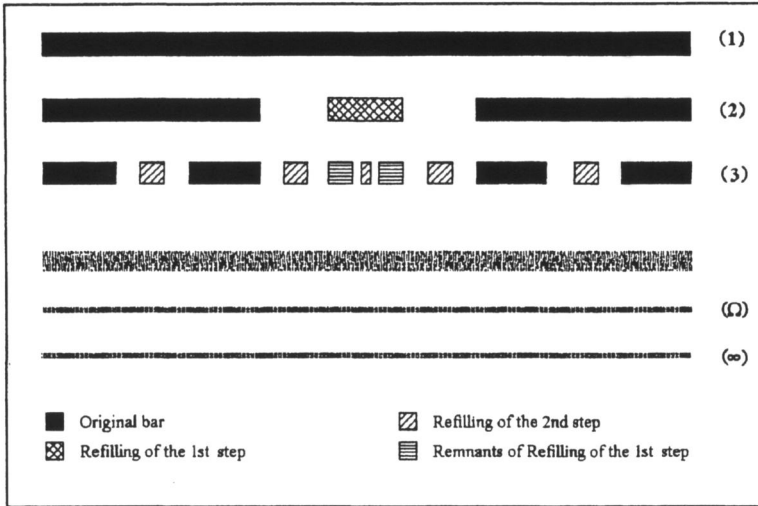 (1)
(2)
(3)
(Ω)
(∞)
Original bar
Refilling of the 2nd step
Refilling of the 1st step
Remnants of Refilling of the 1st step